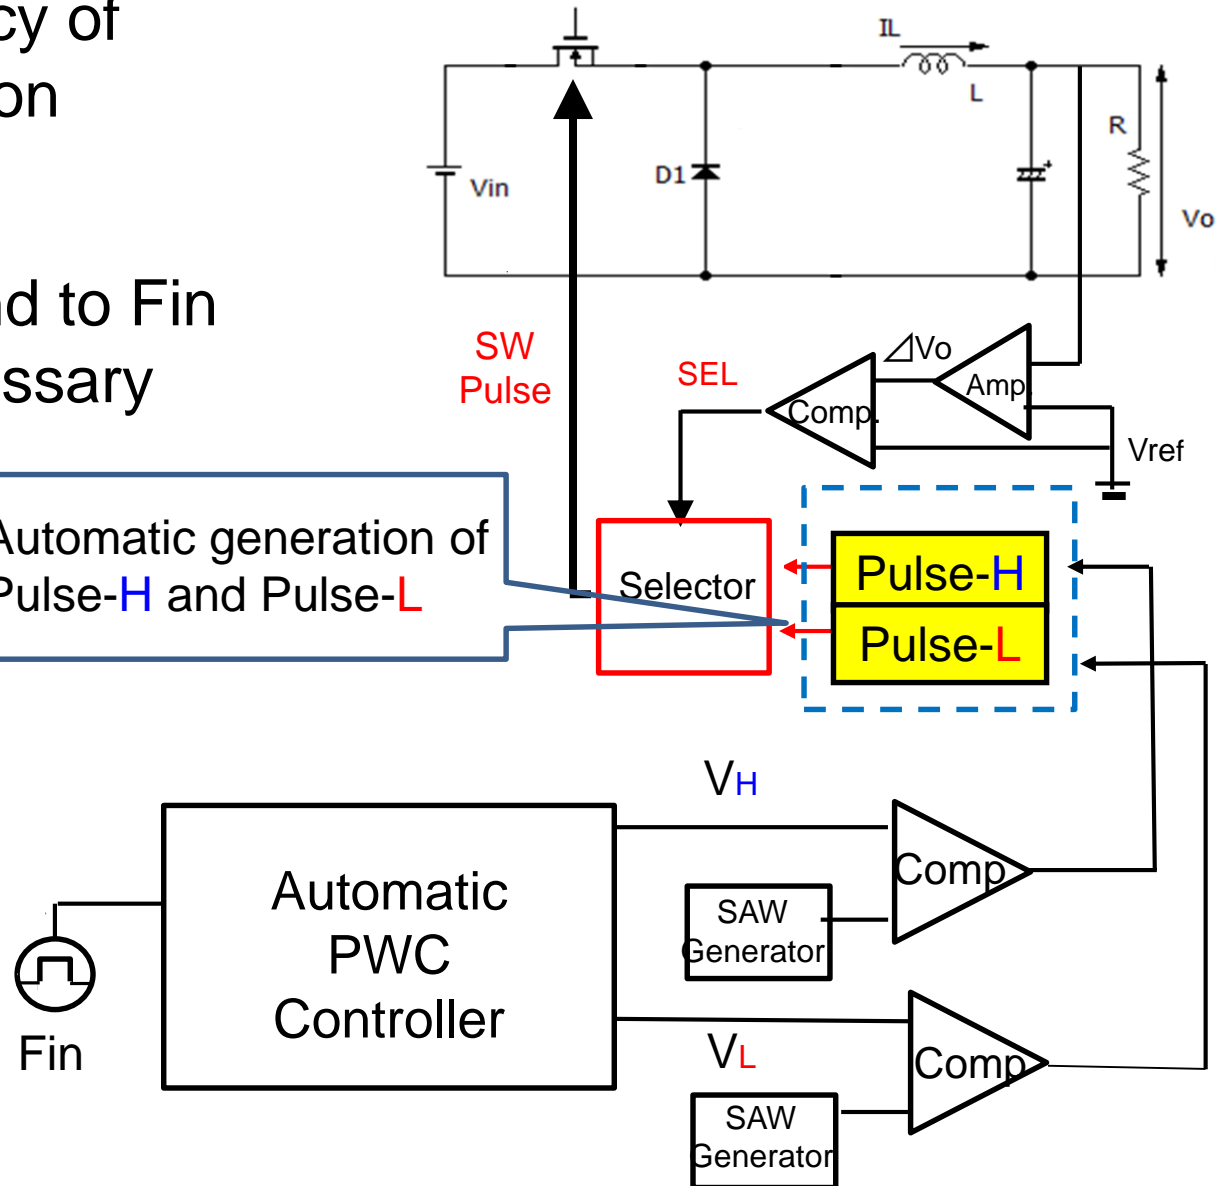 cy of
on
nd to Fin
ssary
IL
L
R
Vin
D1
Vo
SW
Pulse
SEL
⊿Vo
Amp.
Comp.
Vref
Automatic generation of
Pulse-H and Pulse-L
Selector
Pulse-H
Pulse-L
VH
Automatic
PWC
Controller
Comp
SAW
Generator
Fin
VL
Comp
SAW
Generator